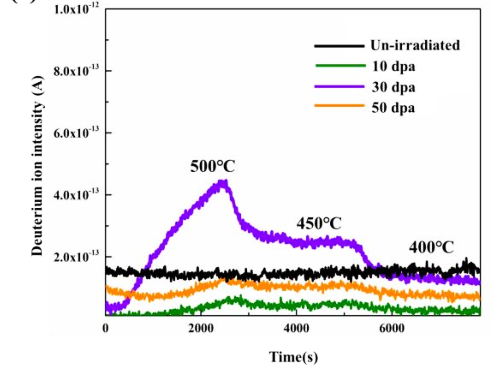 1.0x10⁻¹²
8.0x10⁻¹³
6.0x10⁻¹³
4.0x10⁻¹³
2.0x10⁻¹³
Deuterium ion intensity (A)
Un-irradiated
10 dpa
30 dpa
50 dpa
500℃
450℃
400℃
0 2000 4000 6000
Time(s)